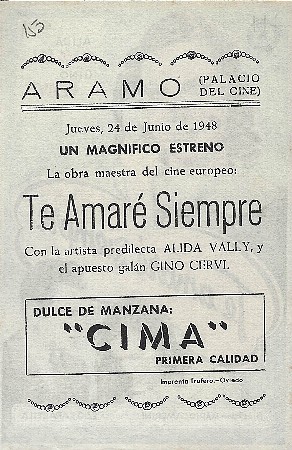 153
ARAMO (PALACIO
DEL CINE)
Jueves, 24 de Junio de 1948
UN MAGNIFICO ESTRENO
La obra maestra del cine europeo:
Te Amaré Siempre
Con la artista predilecta ALIDA VALLY, y
el apuesto galán GINO CERVI.
DULCE DE MANZANA:
"CIMA"
PRIMERA CALIDAD
Imprenta Trufero.-Oviedo